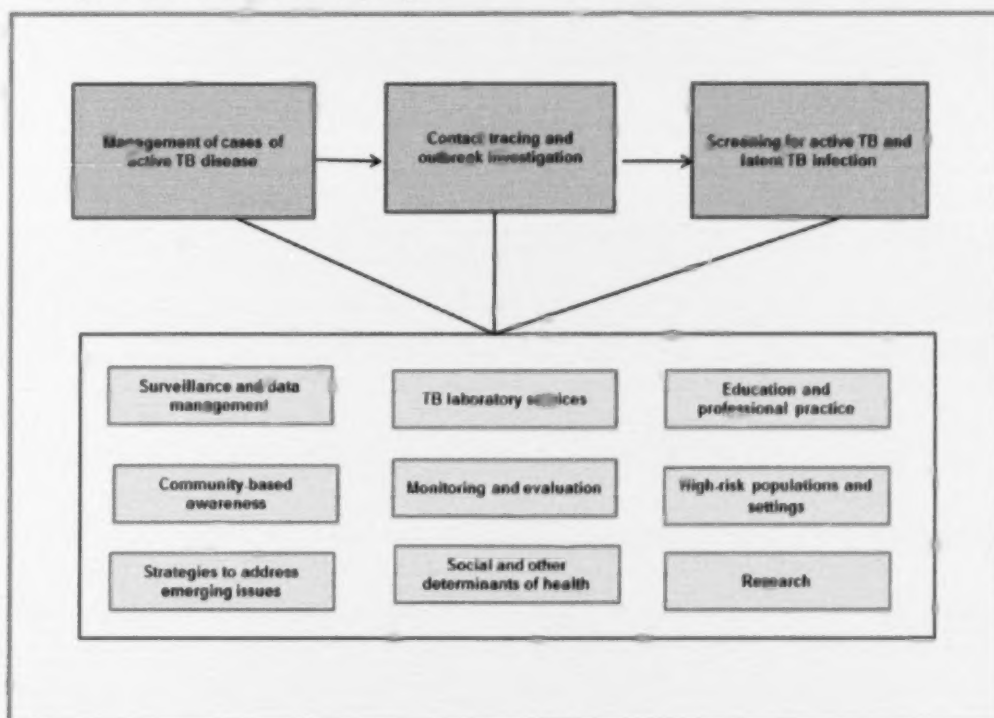 Management of cases of
active TB disease
Contact tracing and
outbreak investigation
Screening for active TB and
latent TB infection
Surveillance and data
management
TB laboratory services
Education and
professional practice
Community-based
awareness
Monitoring and evaluation
High-risk populations and
settings
Strategies to address
emerging issues
Social and other
determinants of health
Research